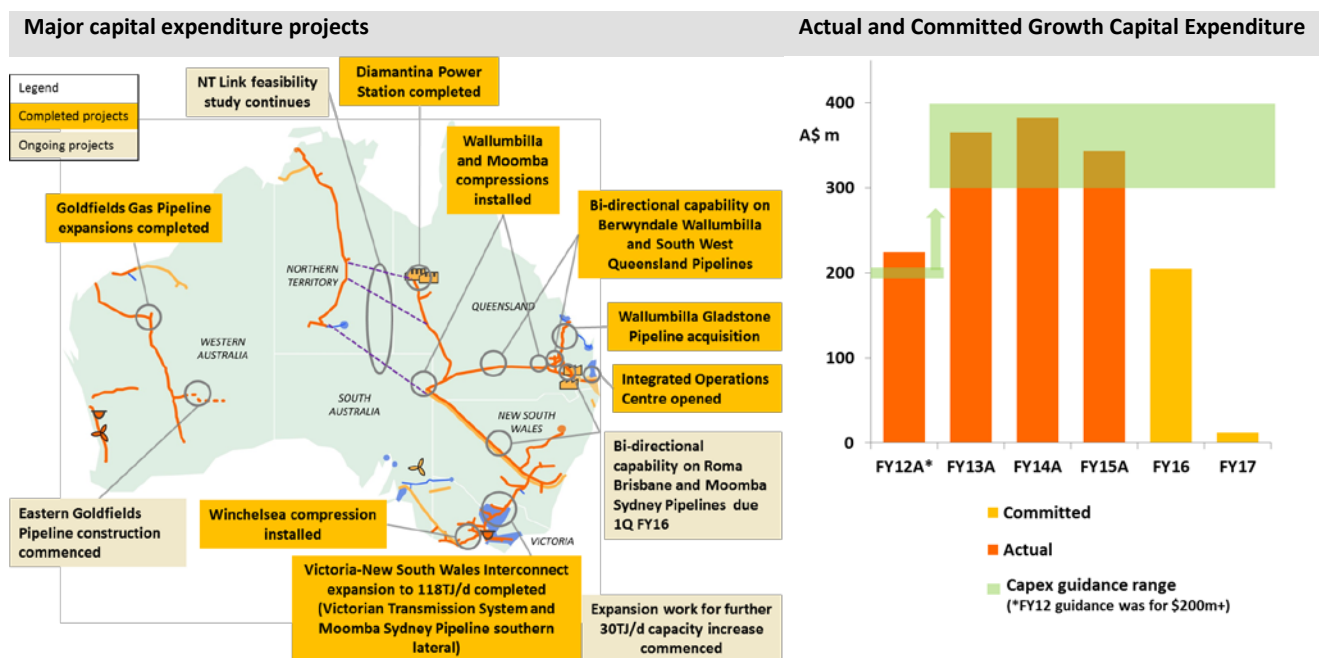 Major capital expenditure projects
Legend
Completed projects
Ongoing projects
NT Link feasibility
study continues
Diamantina Power
Station completed
Wallumbilla
and Moomba
compressions
installed
Goldfields Gas Pipeline
expansions completed
Bi-directional capability on
Berwyndale Wallumbilla
and South West
Queensland Pipelines
NORTHERN
TERRITORY
QUEENSLAND
Wallumbilla Gladstone
Pipeline acquisition
WESTERN
AUSTRALIA
Integrated Operations
Centre opened
SOUTH
AUSTRALIA
NEW SOUTH
WALES
Bi-directional
capability on Roma
Brisbane and Moomba
Sydney Pipelines due
1Q FY16
Eastern Goldfields
Pipeline construction
commenced
Winchelsea compression
installed
VICTORIA
Victoria-New South Wales Interconnect
expansion to 118TJ/d completed
(Victorian Transmission System and
Moomba Sydney Pipeline southern
lateral)
Expansion work for further
30TJ/d capacity increase
commenced
Actual and Committed Growth Capital Expenditure
A$ m
400
300
200
100
0
FY12A* FY13A FY14A FY15A FY16 FY17
Committed
Actual
Capex guidance range
(*FY12 guidance was for $200m+)